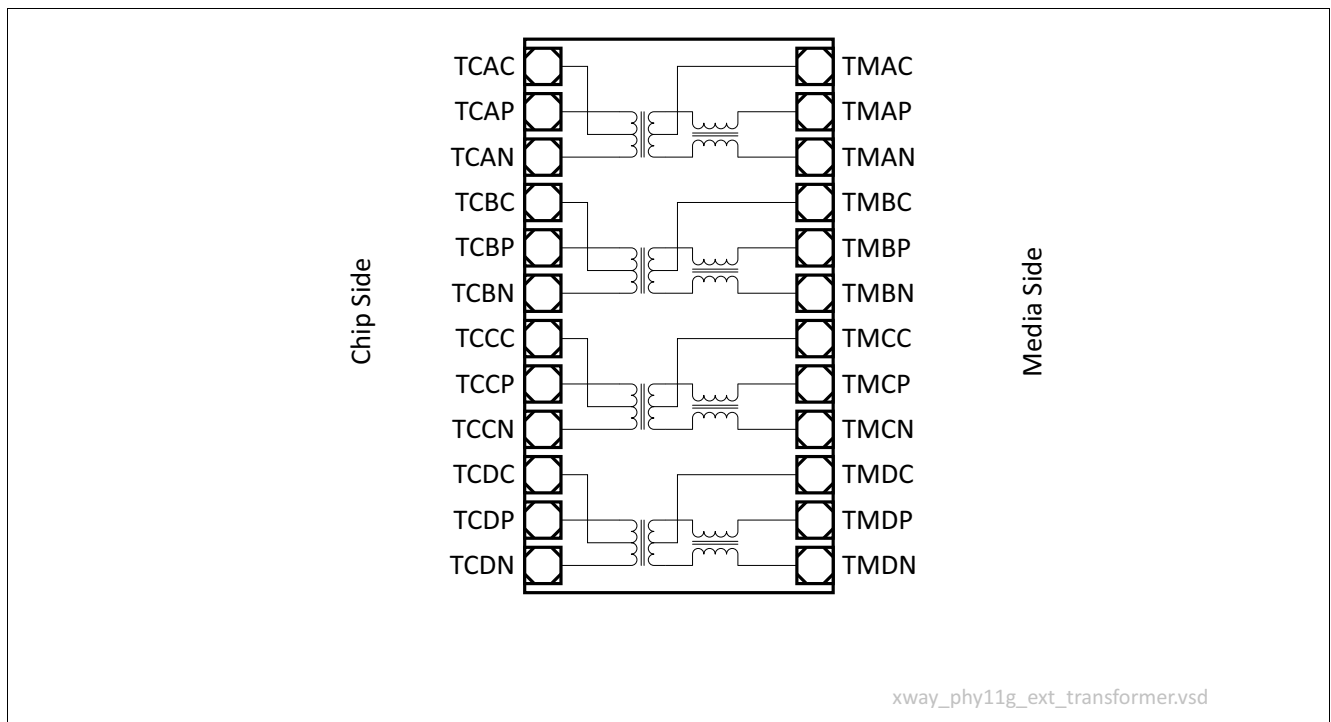 TCAC TMAC
TCAP TMAP
TCAN TMAN
TCBC TMBC
TCBP TMBP
TCBN TMBN
Chip Side
Media Side
TCCC TMCC
TCCP TMCP
TCCN TMCN
TCDC TMDC
TCDP TMDP
TCDN TMDN
xway_phy11g_ext_transformer.vsd